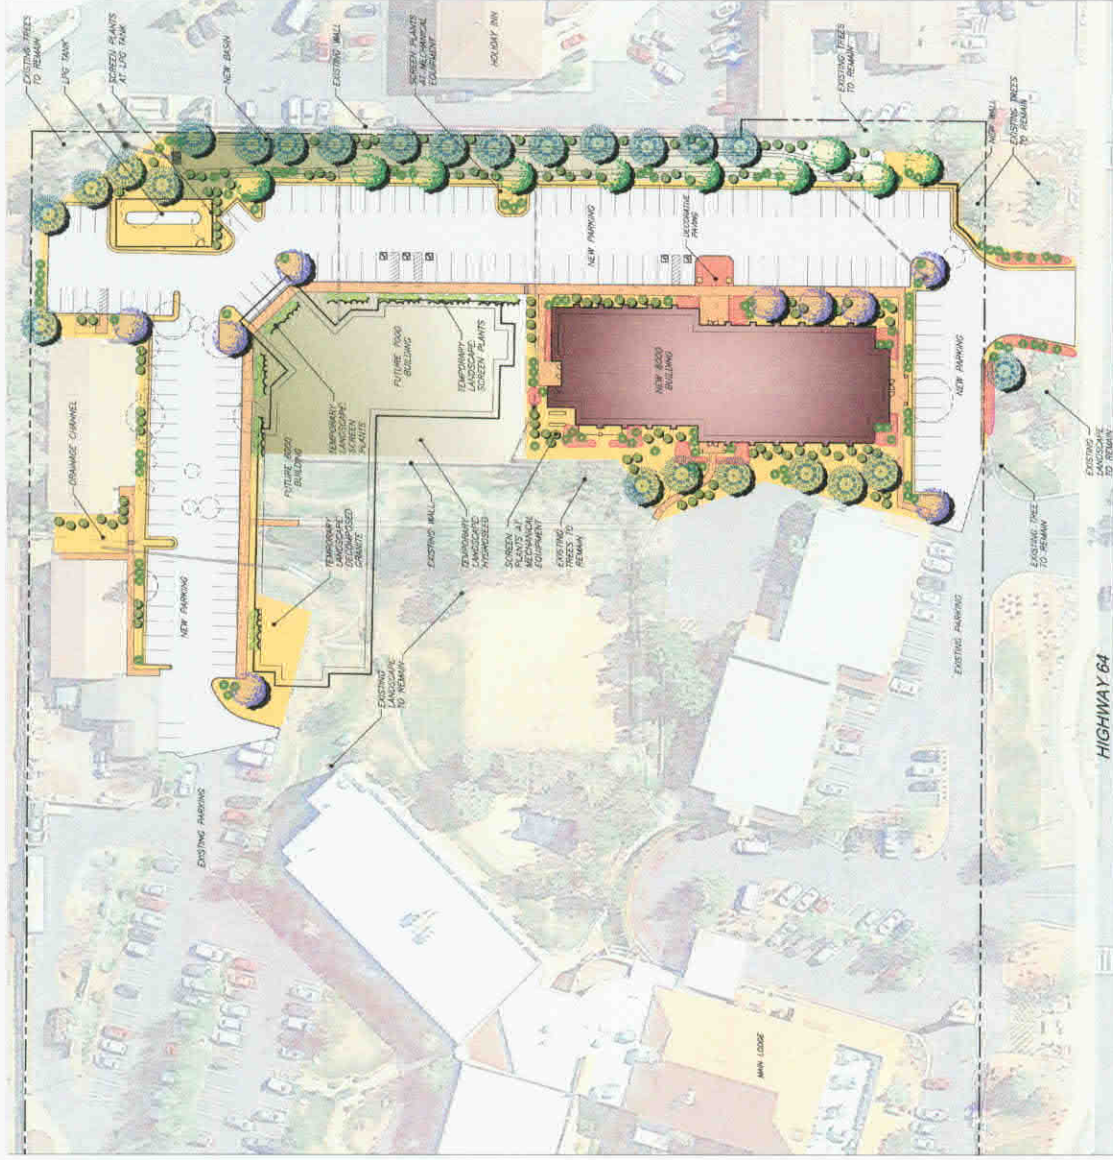 EXISTING TREES
TO REMAIN
LPG TANK
SCREEN PLANTS
AT LPG TANK
NEW BASIN
EXISTING WALL
SCREEN PLANTS
AT MECHANICAL
EQUIPMENT
HOLIDAY INN
EXISTING TREES
TO REMAIN
NEW WALL
EXISTING TREES
TO REMAIN
DRAINAGE CHANNEL
NEW PARKING
DECORATIVE
PAVING
FUTURE 7000
BUILDING
TEMPORARY
LANDSCAPE:
SCREEN PLANTS
NEW 8000
BUILDING
NEW PARKING
TEMPORARY
LANDSCAPE:
SCREEN
PLANTS
BUILDING
TEMPORARY
LANDSCAPE:
DECOMPOSED
GRANITE
EXISTING WALL
TEMPORARY
LANDSCAPE:
HYDROSEED
SCREEN
PLANTS AT
MECHANICAL
EQUIPMENT
EXISTING
TREES TO
REMAIN
EXISTING
LANDSCAPE
TO REMAIN
EXISTING TREE
TO REMAIN
NEW PARKING
EXISTING
LANDSCAPE
TO REMAIN
EXISTING PARKING
EXISTING PARKING
HIGHWAY 64
MAIN LODGE